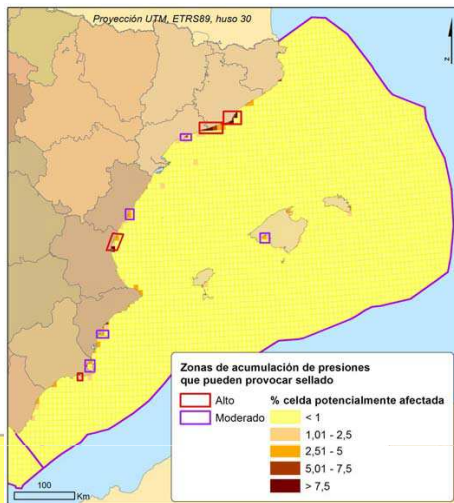 Proyección UTM, ETRS89, huso 30
z
Zonas de acumulación de presiones
que pueden provocar sellado
Alto
Moderado
% celda potencialmente afectada
< 1
1,01 - 2,5
2,51 - 5
5,01 - 7,5
> 7,5
100
Km